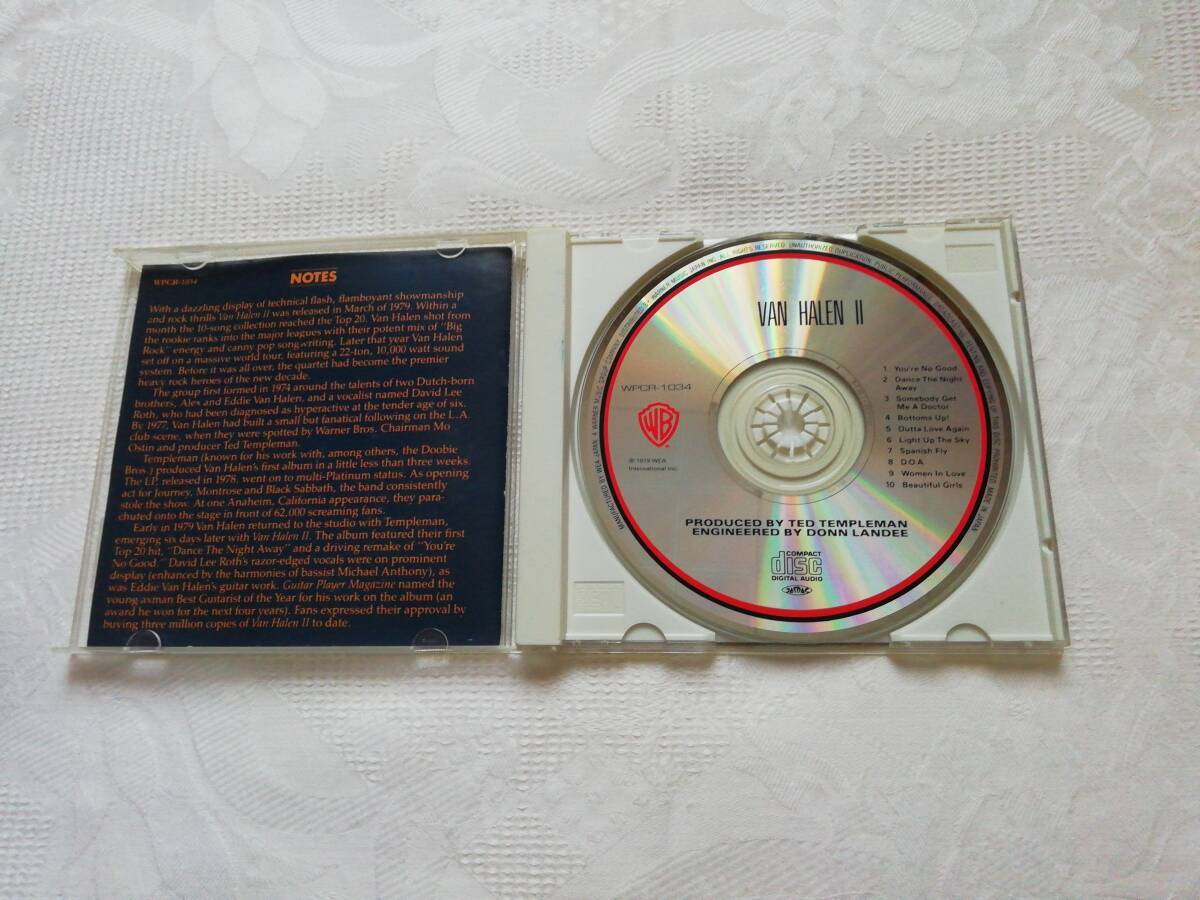 WPCR-1034
NOTES
With a dazzling display of technical flash, flamboyant showmanship
and rock thrills Van Halen II was released in March of 1979. Within a
month the 10-song collection reached the Top 20. Van Halen shot from
the rookie ranks into the major leagues with their potent mix of "Big
Rock" energy and canny pop songwriting. Later that year Van Halen
set off on a massive world tour, featuring a 22-ton, 10,000 watt sound
system. Before it was all over, the quartet had become the premier
heavy rock heroes of the new decade.
The group first formed in 1974 around the talents of two Dutch-born
brothers, Alex and Eddie Van Halen, and a vocalist named David Lee
Roth, who had been diagnosed as hyperactive at the tender age of six.
By 1977, Van Halen had built a small but fanatical following on the L.A.
club scene, when they were spotted by Warner Bros. Chairman Mo
Ostin and producer Ted Templeman.
Templeman (known for his work with, among others, the Doobie
Bros.) produced Van Halen's first album in a little less than three weeks.
The LP, released in 1978, went on to multi-Platinum status. As opening
act for Journey, Montrose and Black Sabbath, the band consistently
stole the show. At one Anaheim, California appearance, they para-
chuted onto the stage in front of 62,000 screaming fans.
Early in 1979 Van Halen returned to the studio with Templeman,
emerging six days later with Van Halen II. The album featured their first
Top 20 hit, "Dance The Night Away" and a driving remake of "You're
No Good." David Lee Roth's razor-edged vocals were on prominent
display (enhanced by the harmonies of bassist Michael Anthony), as
was Eddie Van Halen's guitar work. Guitar Player Magazine named the
young axman Best Guitarist of the Year for his work on the album (an
award he won for the next four years). Fans expressed their approval by
buying three million copies of Van Halen II to date.
VAN HALEN II
WPCR-1034
WB
℗ 1979 WEA
International Inc.
1 You're No Good
2 Dance The Night
Away
3 Somebody Get
Me A Doctor
4 Bottoms Up!
5 Outta Love Again
6 Light Up The Sky
7 Spanish Fly
8 D.O.A.
9 Women In Love
10 Beautiful Girls
PRODUCED BY TED TEMPLEMAN
ENGINEERED BY DONN LANDEE
COMPACT
disc
DIGITAL AUDIO